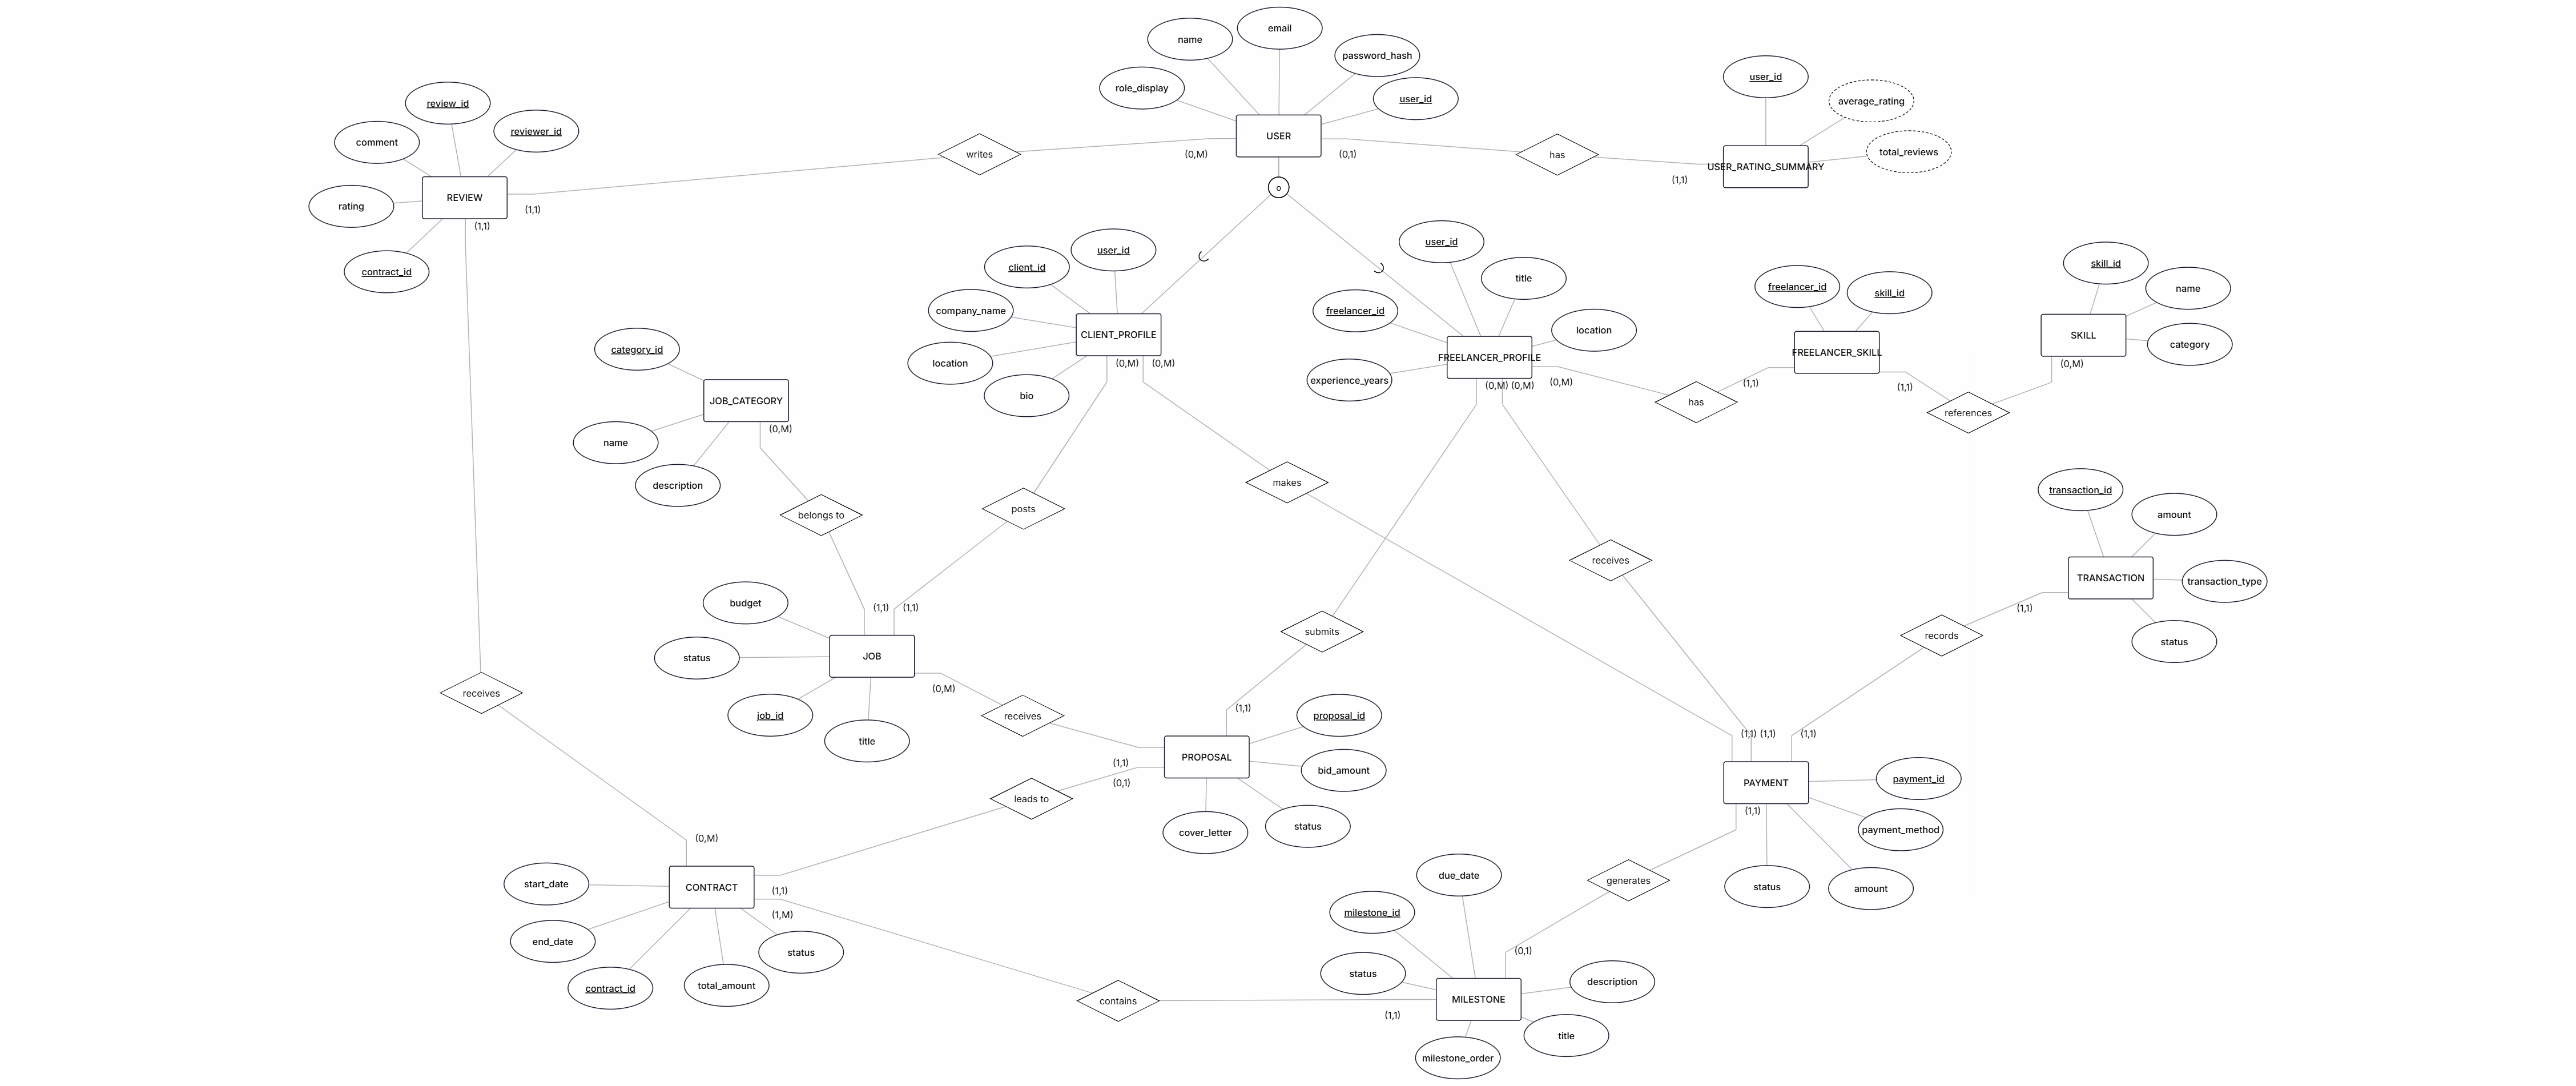 email
name
password_hash
role_display
user_id
USER
(0,M)
(0,1)
writes
has
(1,1)
user_id
average_rating
total_reviews
USER_RATING_SUMMARY
review_id
reviewer_id
comment
rating
REVIEW
(1,1)
(1,1)
contract_id
o
user_id
client_id
company_name
location
bio
CLIENT_PROFILE
(0,M)
(0,M)
user_id
title
freelancer_id
location
experience_years
FREELANCER_PROFILE
(0,M)
(0,M)
(0,M)
has
(1,1)
freelancer_id
skill_id
FREELANCER_SKILL
(1,1)
references
skill_id
name
category
SKILL
(0,M)
category_id
JOB_CATEGORY
name
description
(0,M)
belongs to
posts
makes
receives
transaction_id
amount
transaction_type
status
TRANSACTION
(1,1)
records
budget
status
job_id
title
JOB
(1,1)
(1,1)
(0,M)
receives
submits
(1,1)
proposal_id
bid_amount
status
cover_letter
PROPOSAL
(1,1)
(0,1)
leads to
receives
(0,M)
(1,1)
(1,1)
(1,1)
PAYMENT
payment_id
payment_method
amount
status
(1,1)
generates
start_date
end_date
contract_id
total_amount
status
CONTRACT
(1,1)
(1,M)
contains
(1,1)
due_date
milestone_id
status
(0,1)
MILESTONE
description
title
milestone_order